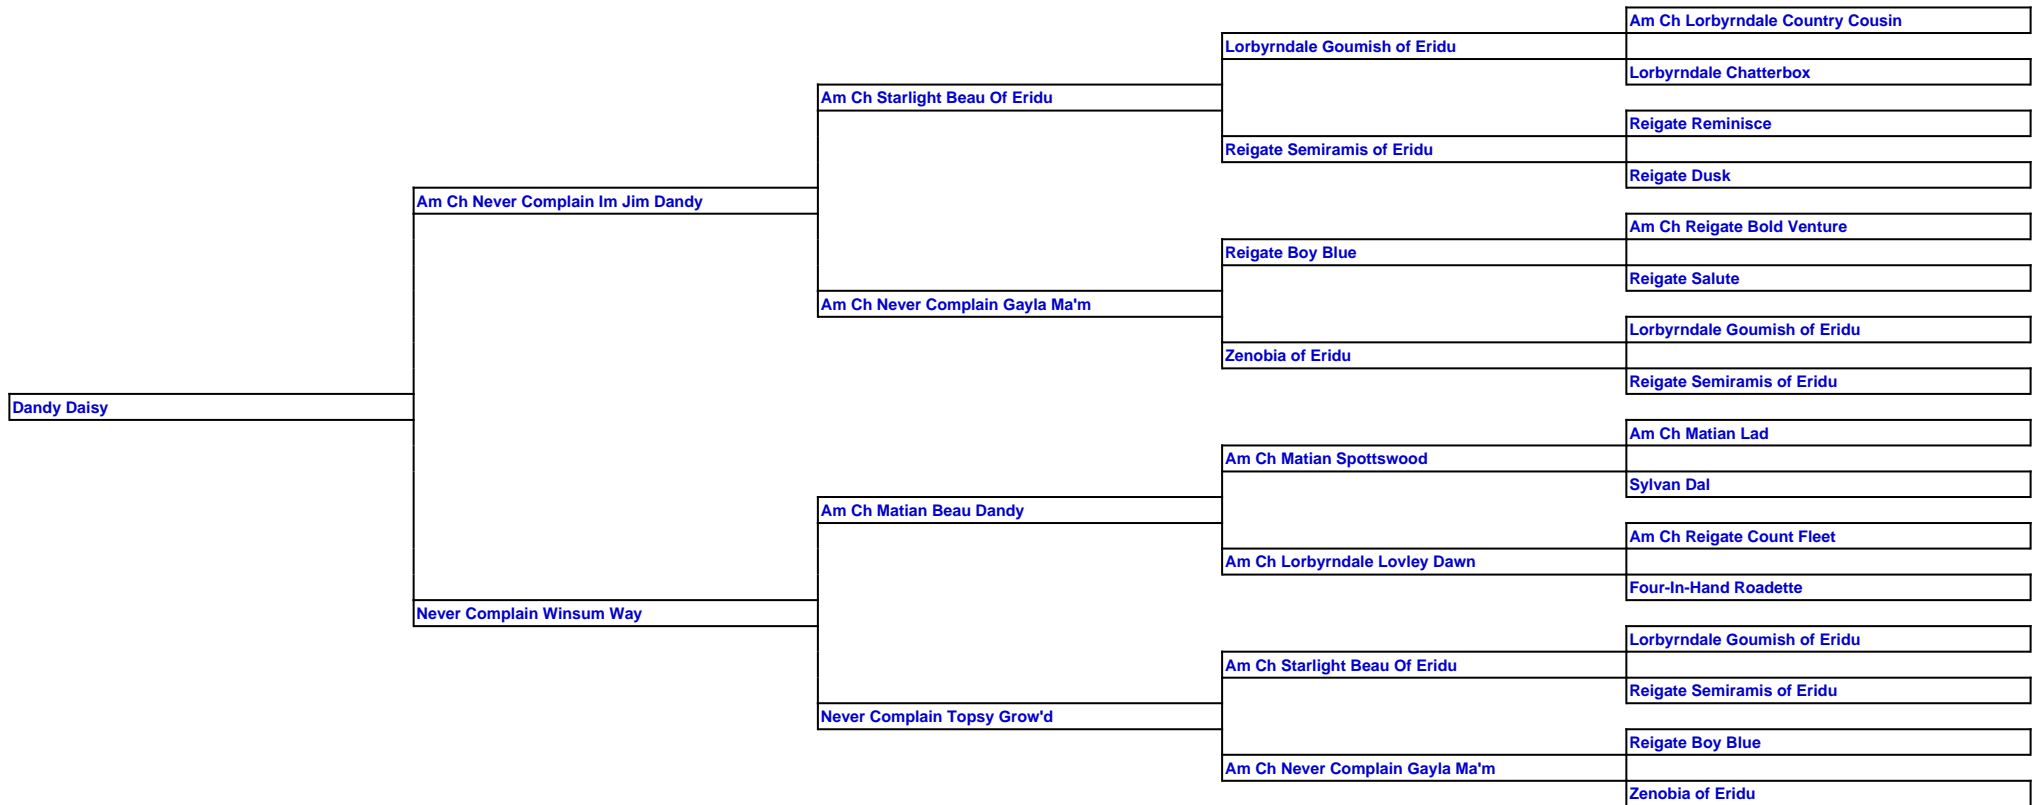 Am Ch Lorbyrndale Country Cousin
Lorbyrndale Goumish of Eridu
Lorbyrndale Chatterbox
Am Ch Starlight Beau Of Eridu
Reigate Reminisce
Reigate Semiramis of Eridu
Reigate Dusk
Am Ch Never Complain Im Jim Dandy
Am Ch Reigate Bold Venture
Reigate Boy Blue
Reigate Salute
Am Ch Never Complain Gayla Ma'm
Lorbyrndale Goumish of Eridu
Zenobia of Eridu
Reigate Semiramis of Eridu
Dandy Daisy
Am Ch Matian Lad
Am Ch Matian Spottswood
Sylvan Dal
Am Ch Matian Beau Dandy
Am Ch Reigate Count Fleet
Am Ch Lorbyrndale Lovley Dawn
Four-In-Hand Roadette
Never Complain Winsum Way
Lorbyrndale Goumish of Eridu
Am Ch Starlight Beau Of Eridu
Reigate Semiramis of Eridu
Never Complain Topsy Grow'd
Reigate Boy Blue
Am Ch Never Complain Gayla Ma'm
Zenobia of Eridu